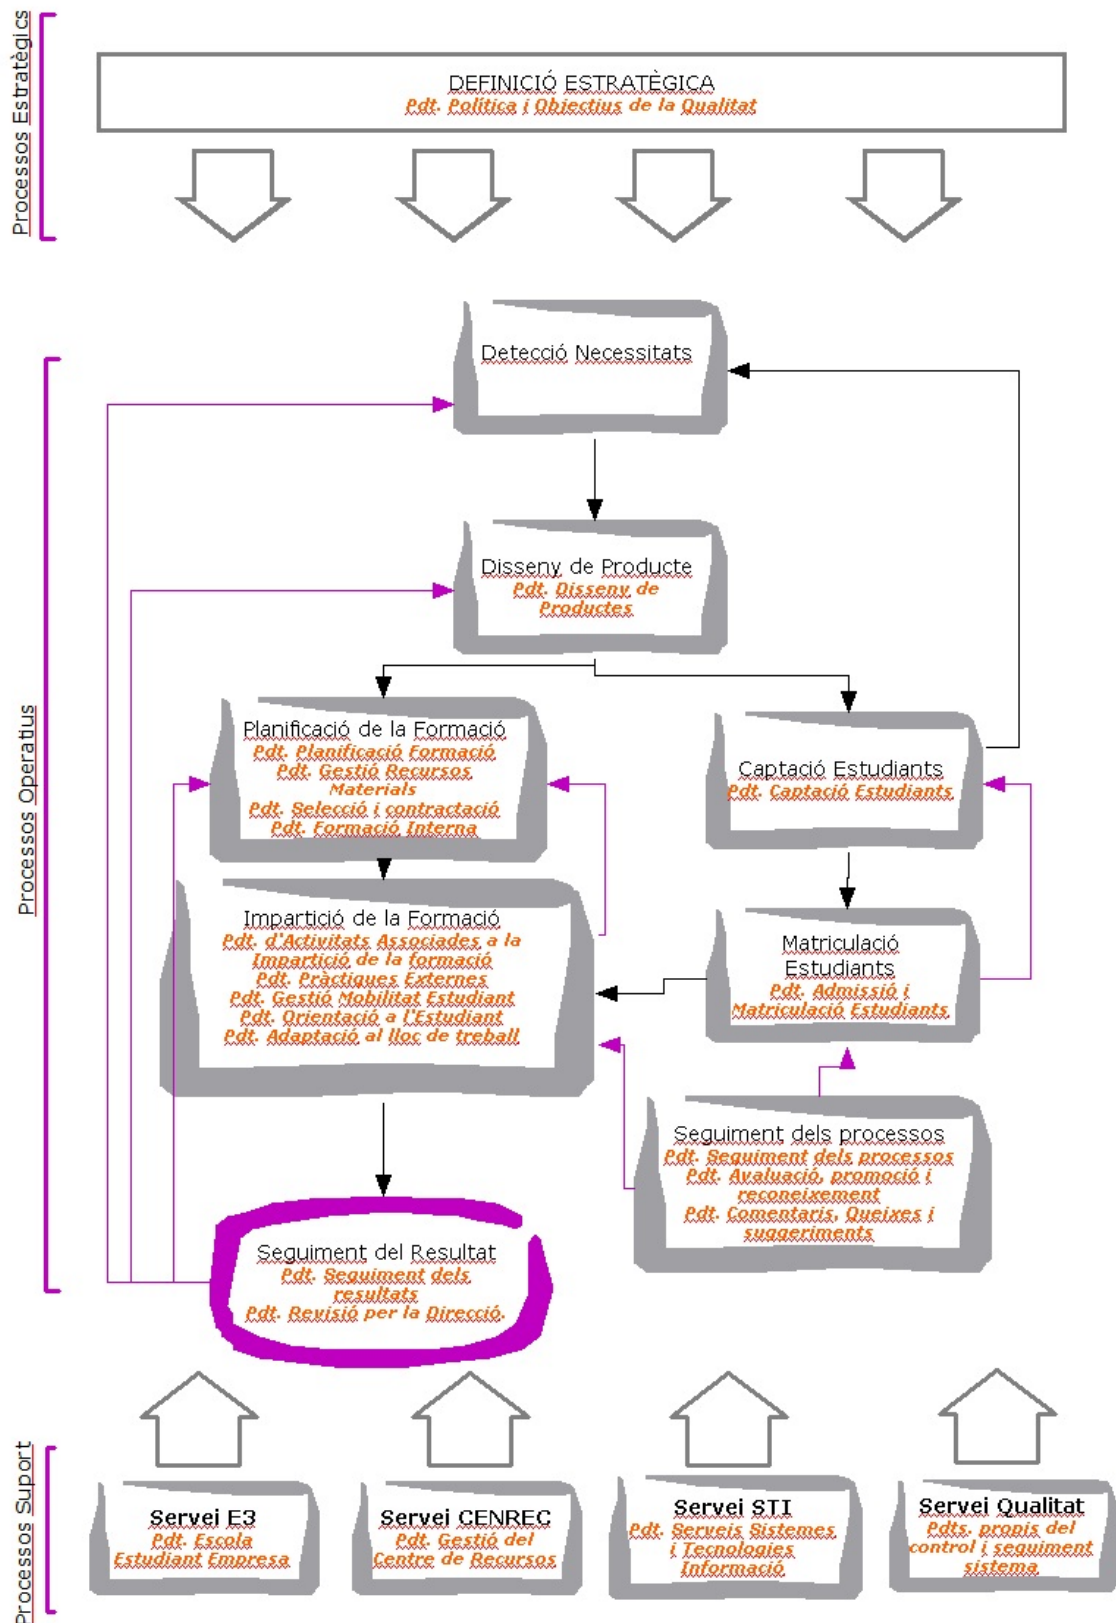 Processos Estratègics
DEFINICIÓ ESTRATÈGICA
Pdt. Política i Objectius de la Qualitat
Processos Operatius
Detecció Necessitats
Disseny de Producte
Pdt. Disseny de
Productes
Planificació de la Formació
Pdt. Planificació Formació
Pdt. Gestió Recursos
Materials
Pdt. Selecció i contractació
Pdt. Formació Interna
Captació Estudiants
Pdt. Captació Estudiants
Impartició de la Formació
Pdt. d'Activitats Associades a la
Impartició de la formació
Pdt. Pràctiques Externes
Pdt. Gestió Mobilitat Estudiant
Pdt. Orientació a l'Estudiant
Pdt. Adaptació al lloc de treball
Matriculació
Estudiants
Pdt. Admissió i
Matriculació Estudiants
Seguiment dels processos
Pdt. Seguiment dels processos
Pdt. Avaluació, promoció i
reconeixement
Pdt. Comentaris, Queixes i
suggeriments
Seguiment del Resultat
Pdt. Seguiment dels
resultats
Pdt. Revisió per la Direcció.
Processos Suport
Servei E3
Pdt. Escola
Estudiant Empresa
Servei CENREC
Pdt. Gestió del
Centre de Recursos
Servei STI
Pdt. Serveis Sistemes
i Tecnologies
Informació
Servei Qualitat
Pdts. propis del
control i seguiment
sistema